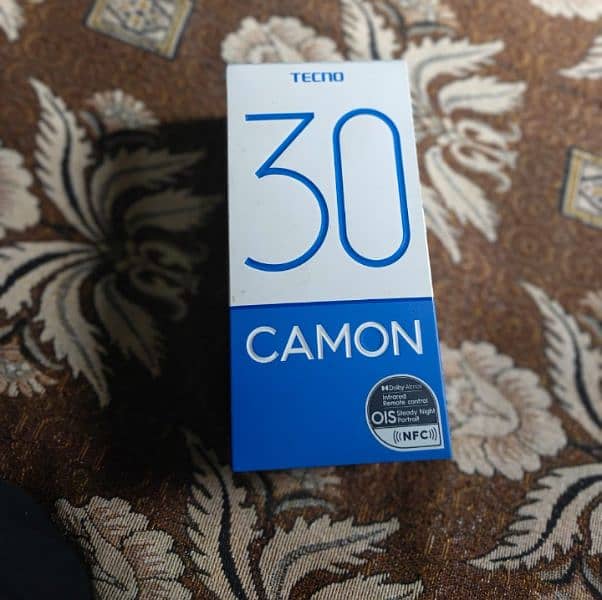 TECNO
30
CAMON
Dolby Atmos
Infrared
Remote control
OIS Steady Night
Portrait
NFC